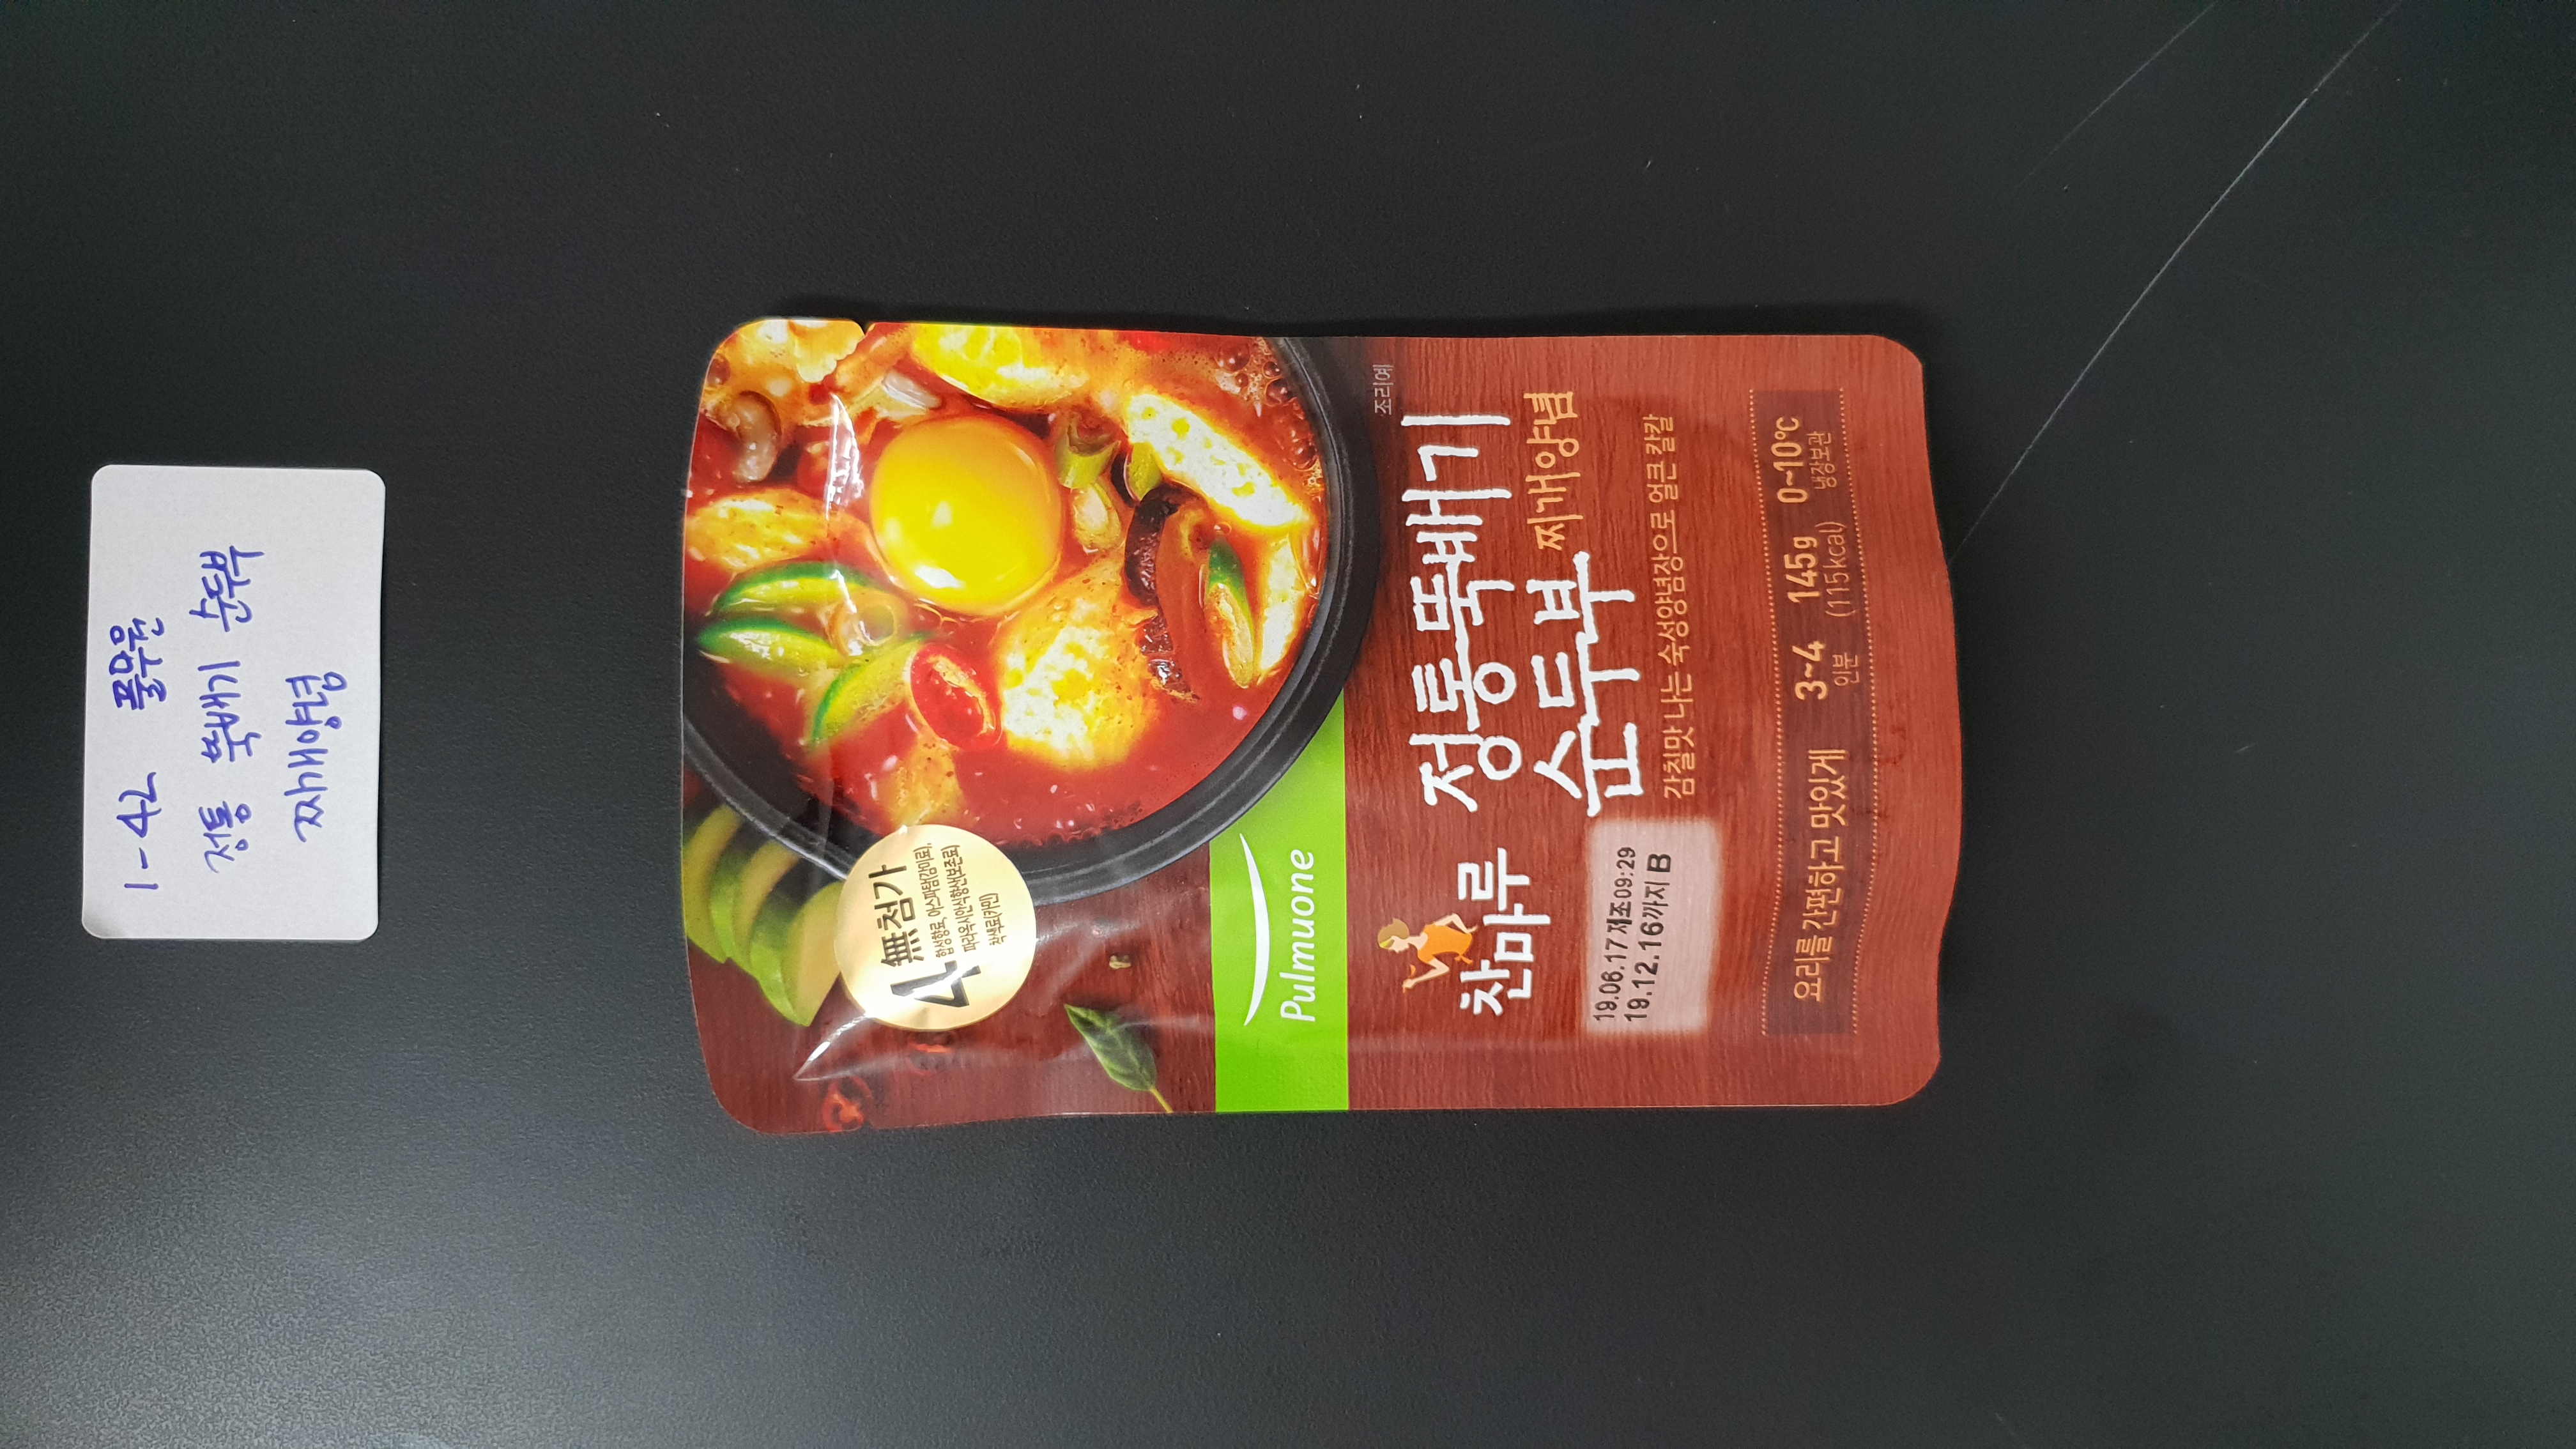 1-42 풀무원
정통 뚝배기 순두부
찌개양념
4 無첨가
합성향료, 아스파탐(감미료),
파라옥시안식향산(보존료)
착색료(카민)
Pulmuone
조리예
찬마루
정통뚝배기
순두부 찌개양념
19.06.17 제조 09:29
19.12.16까지 B
감칠맛 나는 숙성양념장으로 얼큰 칼칼
요리를 간편하고 맛있게
3~4
인분
145g
(115kcal)
0~10℃
냉장보관